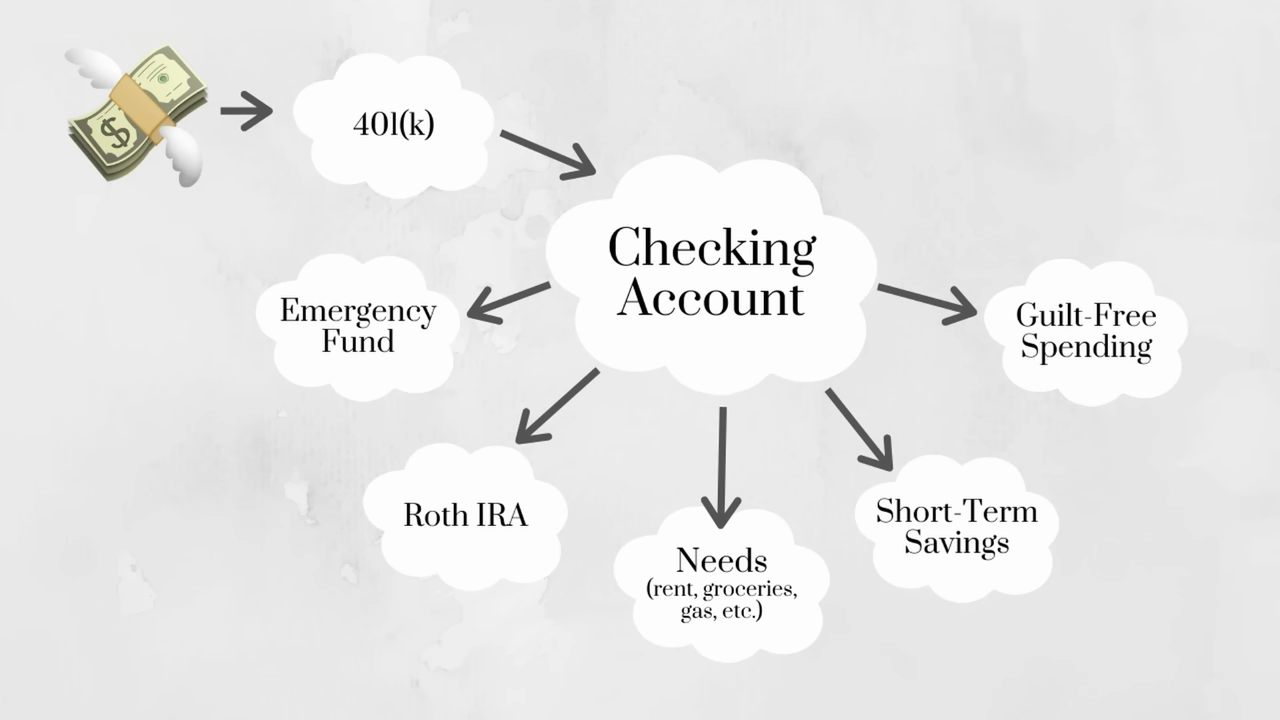 401(k)
Checking
Account
Emergency
Fund
Guilt-Free
Spending
Roth IRA
Short-Term
Savings
Needs
(rent, groceries,
gas, etc.)
$